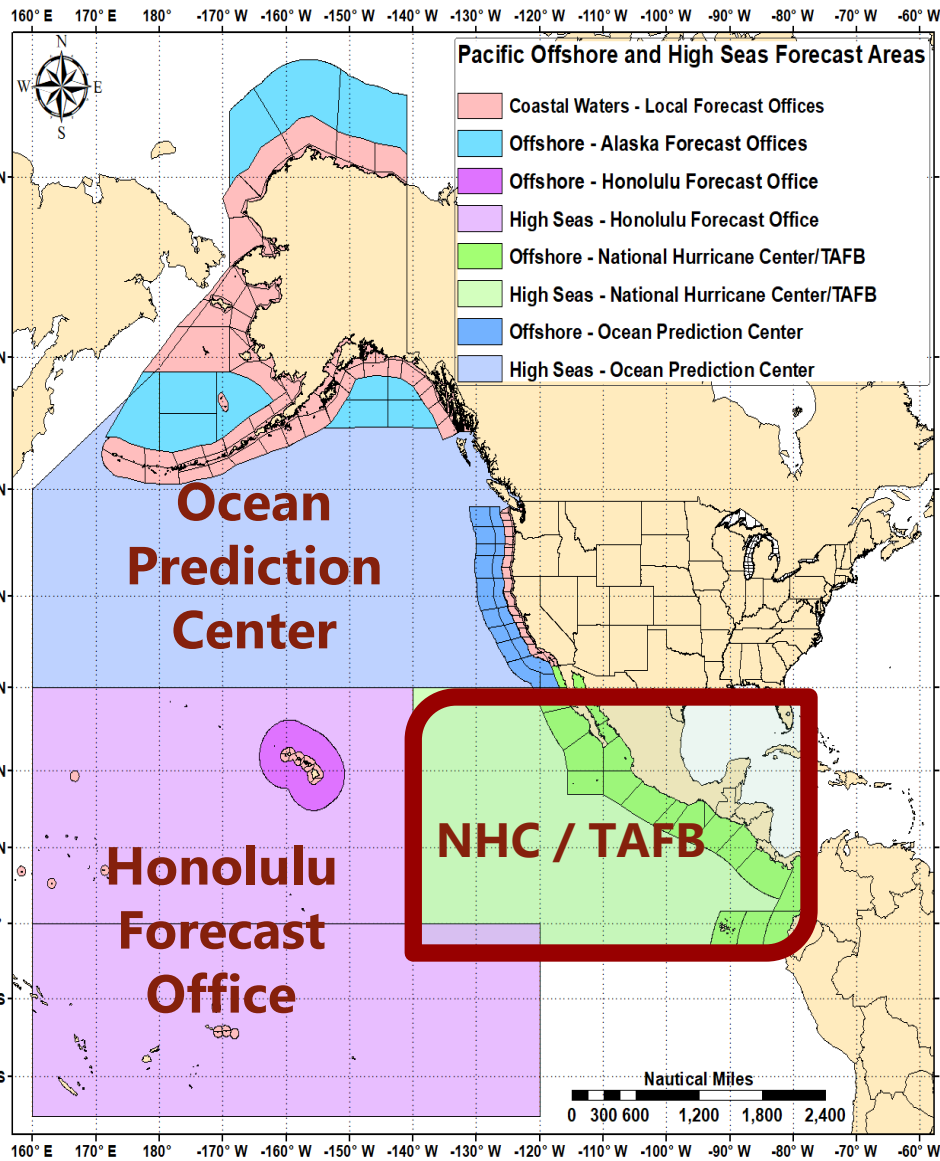 160° E 170° E 180° -170° W -160° W -150° W -140° W -130° W -120° W -110° W -100° W -90° W -80° W -70° W -60° W
N
W E
S
Pacific Offshore and High Seas Forecast Areas
Coastal Waters - Local Forecast Offices
Offshore - Alaska Forecast Offices
Offshore - Honolulu Forecast Office
High Seas - Honolulu Forecast Office
Offshore - National Hurricane Center/TAFB
High Seas - National Hurricane Center/TAFB
Offshore - Ocean Prediction Center
High Seas - Ocean Prediction Center
N
N
N
Ocean
Prediction
Center
N
N
N
NHC / TAFB
N
Honolulu
Forecast
Office
S
S
Nautical Miles
0 300 600 1,200 1,800 2,400
160° E 170° E 180° -170° W -160° W -150° W -140° W -130° W -120° W -110° W -100° W -90° W -80° W -70° W -60° W